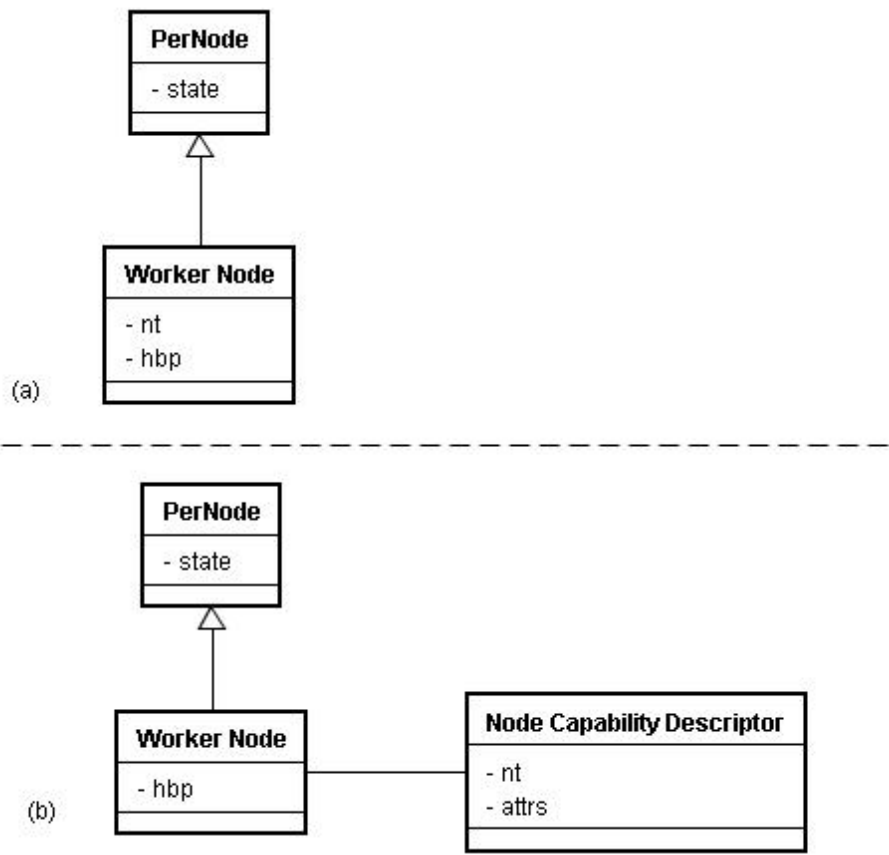 PerNode
- state
Worker Node
- nt
- hbp
(a)
PerNode
- state
Worker Node
- hbp
Node Capability Descriptor
- nt
- attrs
(b)